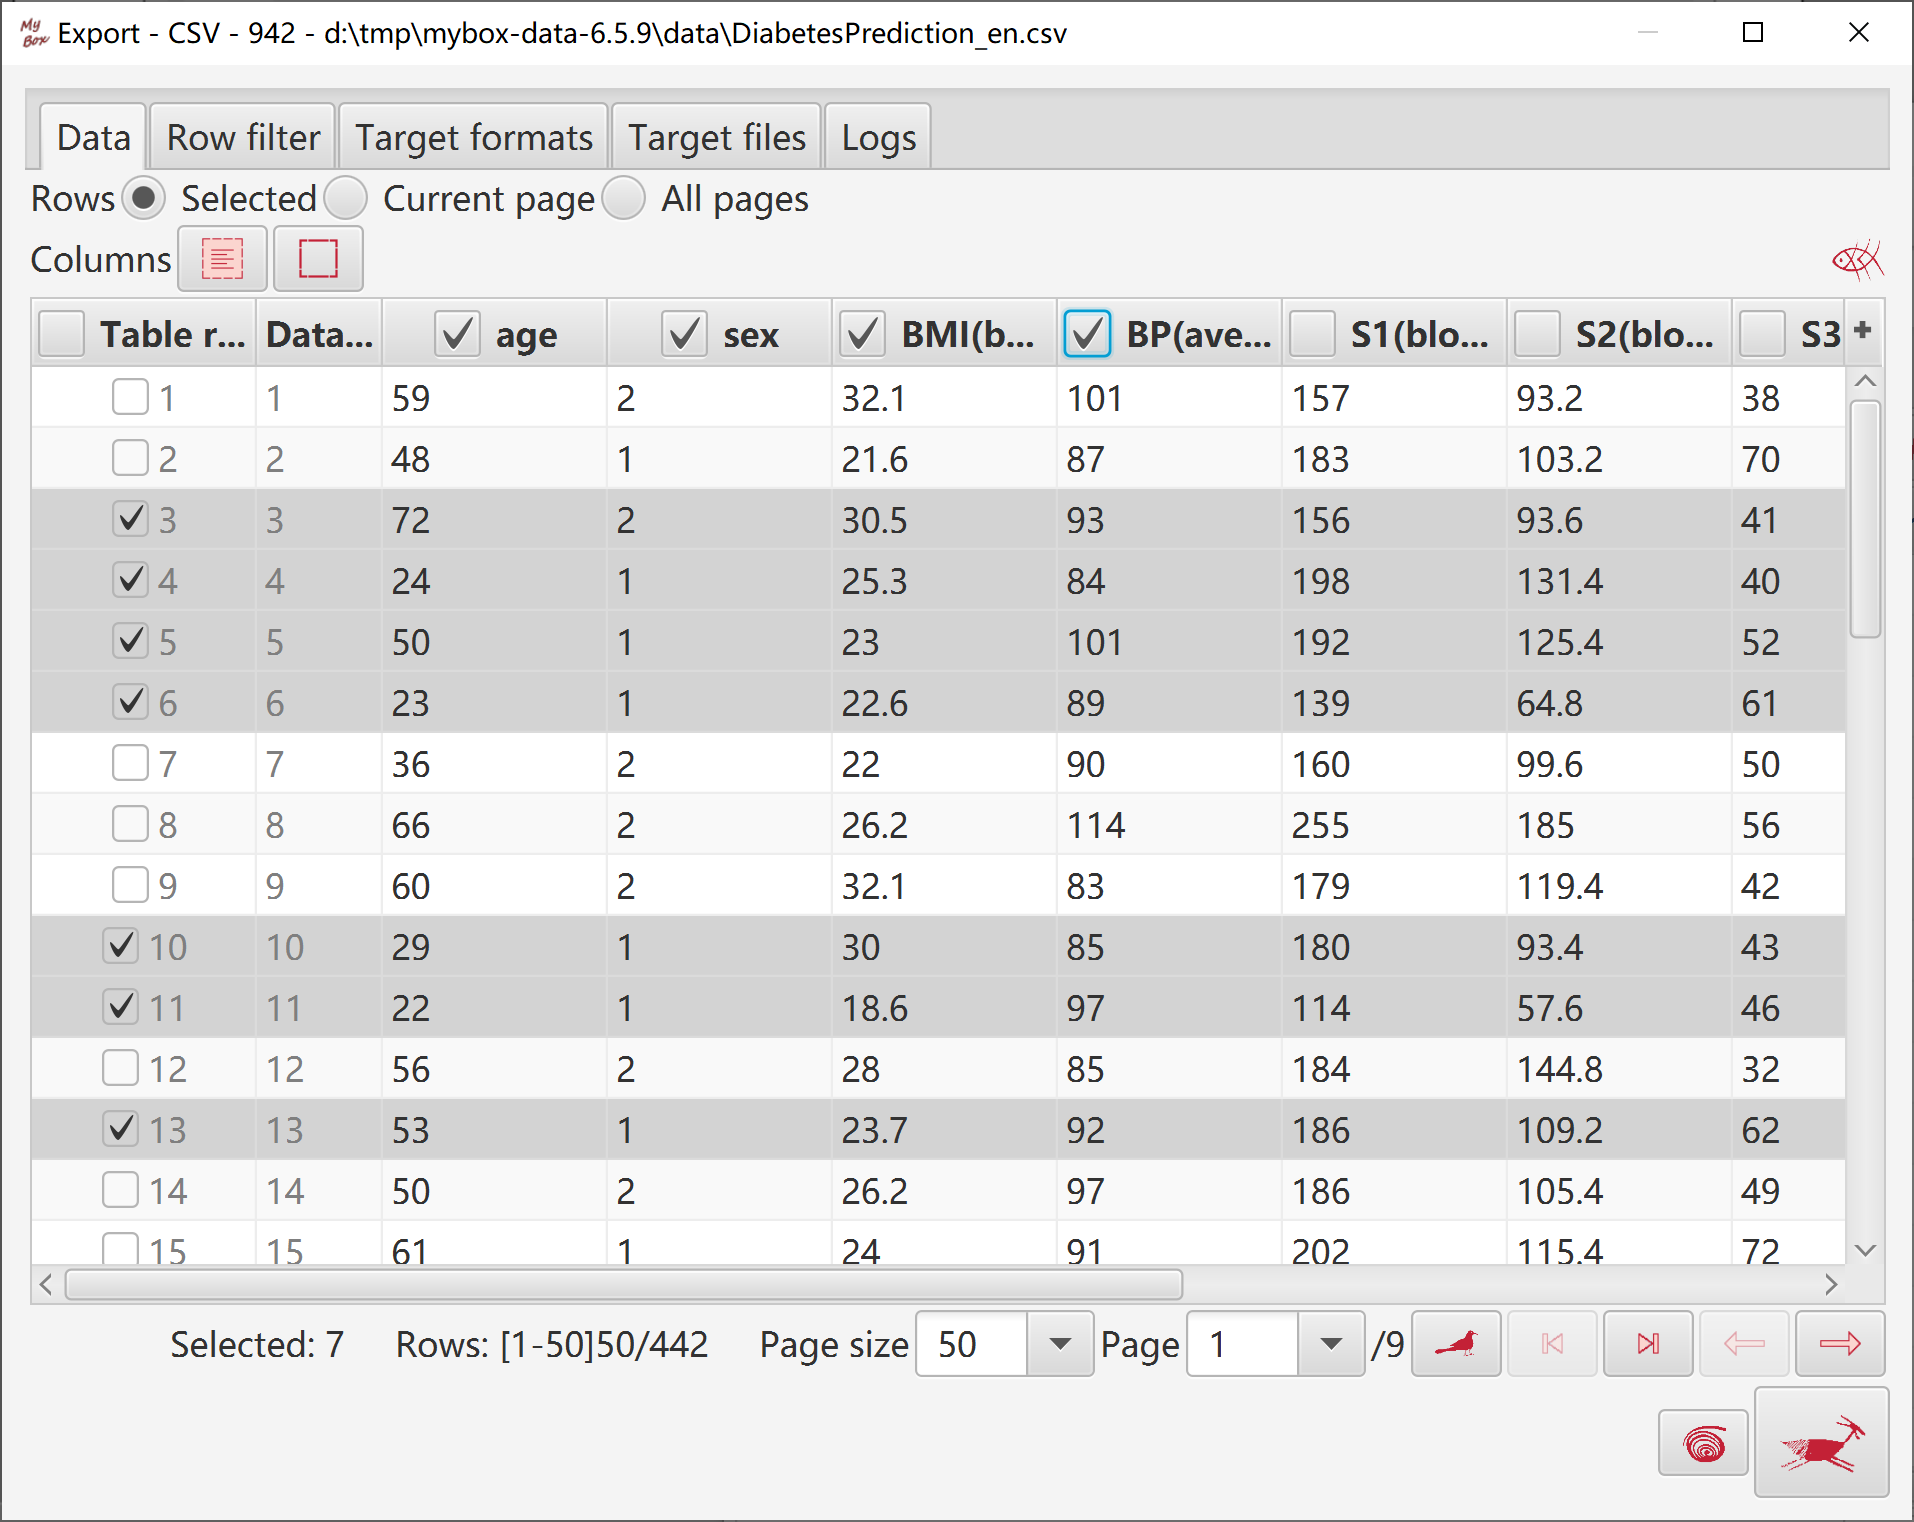 My Box Export - CSV - 942 - d:\tmp\mybox-data-6.5.9\data\DiabetesPrediction_en.csv
Data Row filter Target formats Target files Logs
Rows Selected Current page All pages
Columns
Table r... Data... age sex BMI(b... BP(ave... S1(blo... S2(blo... S3 +
1 1 59 2 32.1 101 157 93.2 38
2 2 48 1 21.6 87 183 103.2 70
3 3 72 2 30.5 93 156 93.6 41
4 4 24 1 25.3 84 198 131.4 40
5 5 50 1 23 101 192 125.4 52
6 6 23 1 22.6 89 139 64.8 61
7 7 36 2 22 90 160 99.6 50
8 8 66 2 26.2 114 255 185 56
9 9 60 2 32.1 83 179 119.4 42
10 10 29 1 30 85 180 93.4 43
11 11 22 1 18.6 97 114 57.6 46
12 12 56 2 28 85 184 144.8 32
13 13 53 1 23.7 92 186 109.2 62
14 14 50 2 26.2 97 186 105.4 49
15 15 61 1 24 91 202 115.4 72
Selected: 7 Rows: [1-50]50/442 Page size 50 Page 1 /9